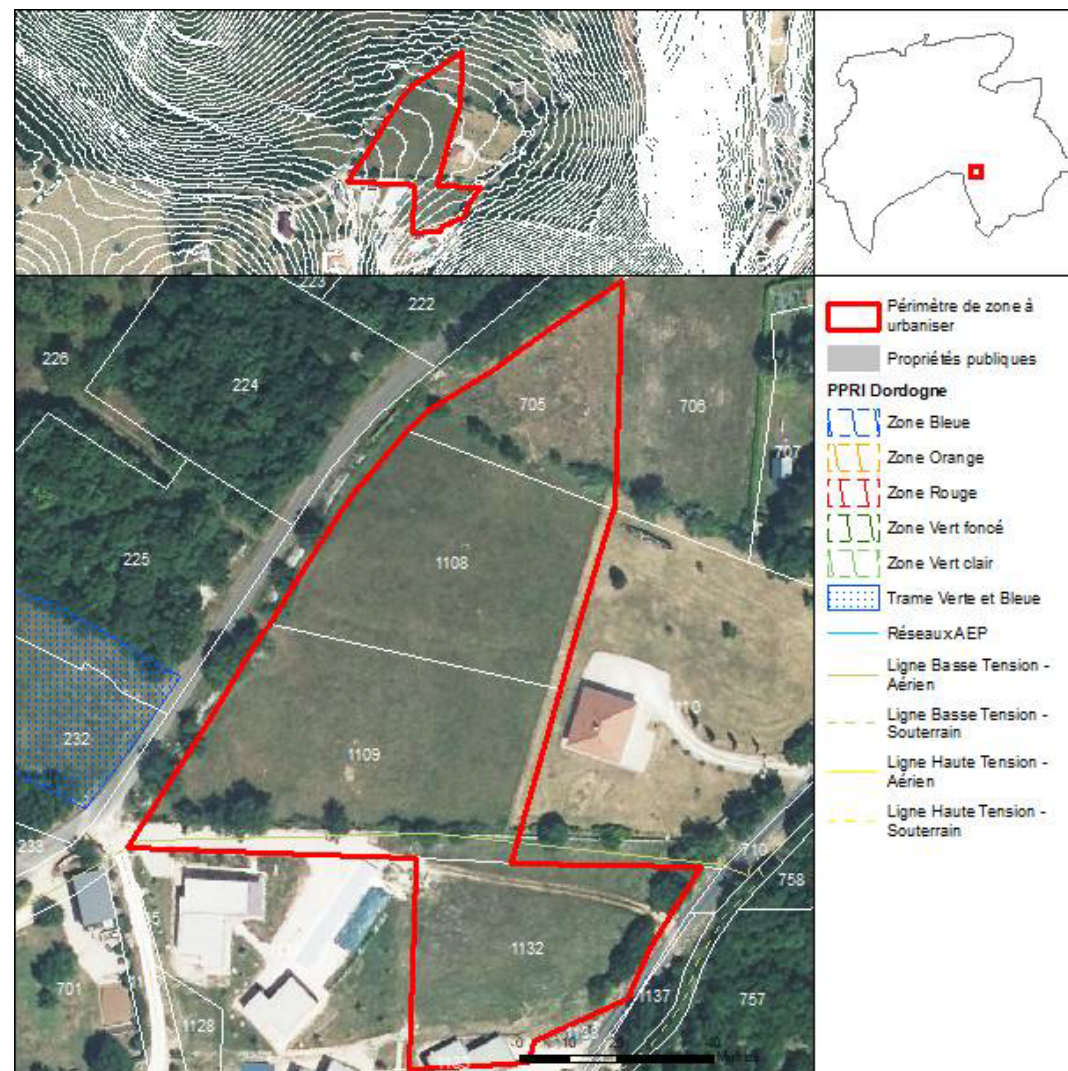 223
222
226
224
705
706
707
225
1108
1110
232
1109
233
710
758
1132
701
1137
757
1128
0 10 20 40
Périmètre de zone à
urbaniser
Propriétés publiques
PPRI Dordogne
Zone Bleue
Zone Orange
Zone Rouge
Zone Vert foncé
Zone Vert clair
Trame Verte et Bleue
Réseaux AEP
Ligne Basse Tension -
Aérien
Ligne Basse Tension -
Souterrain
Ligne Haute Tension -
Aérien
Ligne Haute Tension -
Souterrain